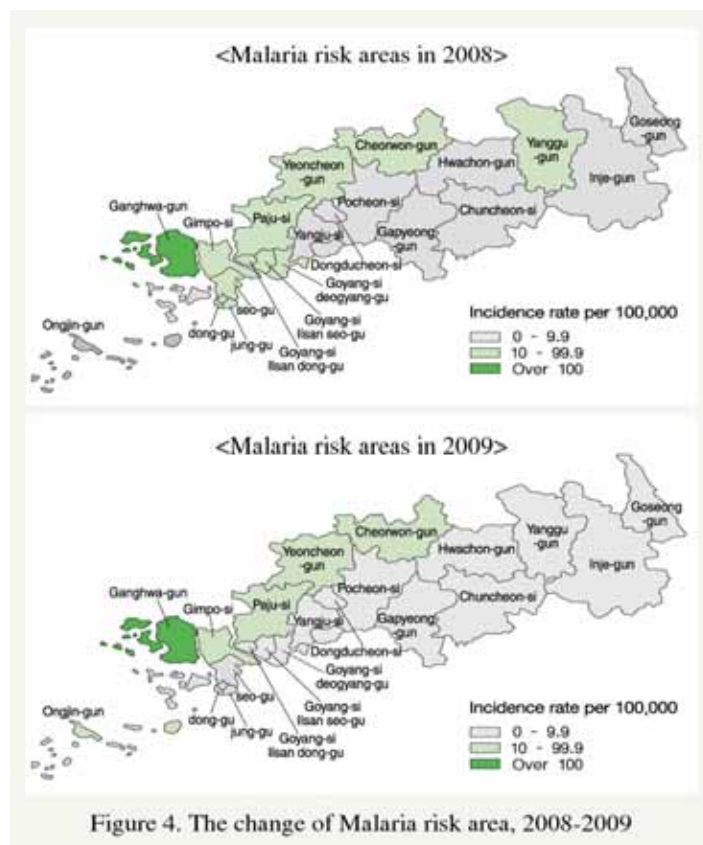 <Malaria risk areas in 2008>
Goseong
-gun
Cheorwon-gun
Yanggu
-gun
Yeoncheon
-gun
Hwachon-gun
Inje-gun
Ganghwa-gun
Pocheon-si
Chuncheon-si
Gimpo-si
Paju-si
Yangju-si
Gapyeong
-gun
Dongducheon-si
Goyang-si
deogyang-gu
seo-gu
Ongjin-gun
dong-gu
jung-gu
Goyang-si
Ilsan seo-gu
Goyang-si
Ilsan dong-gu
Incidence rate per 100,000
0 - 9.9
10 - 99.9
Over 100
<Malaria risk areas in 2009>
Goseong
-gun
Cheorwon-gun
Yanggu
-gun
Yeoncheon
-gun
Hwachon-gun
Inje-gun
Ganghwa-gun
Pocheon-si
Chuncheon-si
Gimpo-si
Paju-si
Yangju-si
Gapyeong
-gun
Dongducheon-si
Goyang-si
deogyang-gu
seo-gu
Ongjin-gun
dong-gu
jung-gu
Goyang-si
Ilsan seo-gu
Goyang-si
Ilsan dong-gu
Incidence rate per 100,000
0 - 9.9
10 - 99.9
Over 100
Figure 4. The change of Malaria risk area, 2008-2009